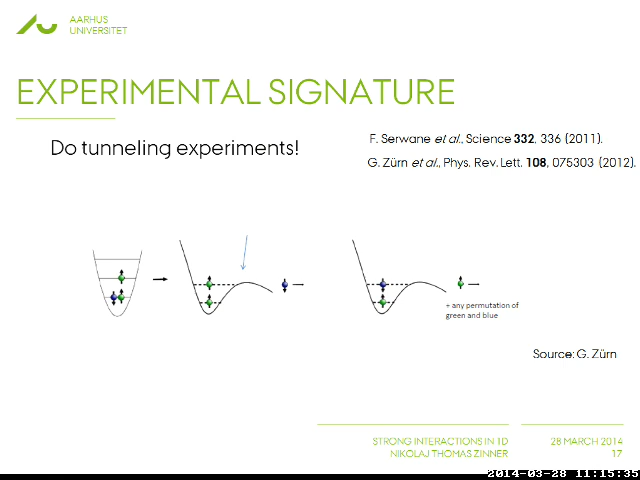 AARHUS
UNIVERSITET
EXPERIMENTAL SIGNATURE
Do tunneling experiments!
F. Serwane et al., Science 332, 336 (2011).
G. Zürn et al., Phys. Rev. Lett. 108, 075303 (2012).
+ any permutation of
green and blue
Source: G. Zürn
STRONG INTERACTIONS IN 1D
NIKOLAJ THOMAS ZINNER
28 MARCH 2014
17
2014-03-28 11:15:35